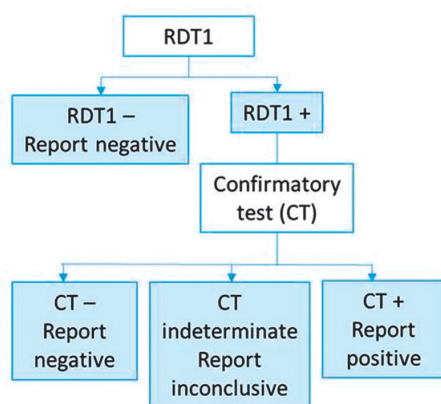 RDT1
RDT1 –
Report negative
RDT1 +
Confirmatory
test (CT)
CT –
Report
negative
CT
indeterminate
Report
inconclusive
CT +
Report
positive